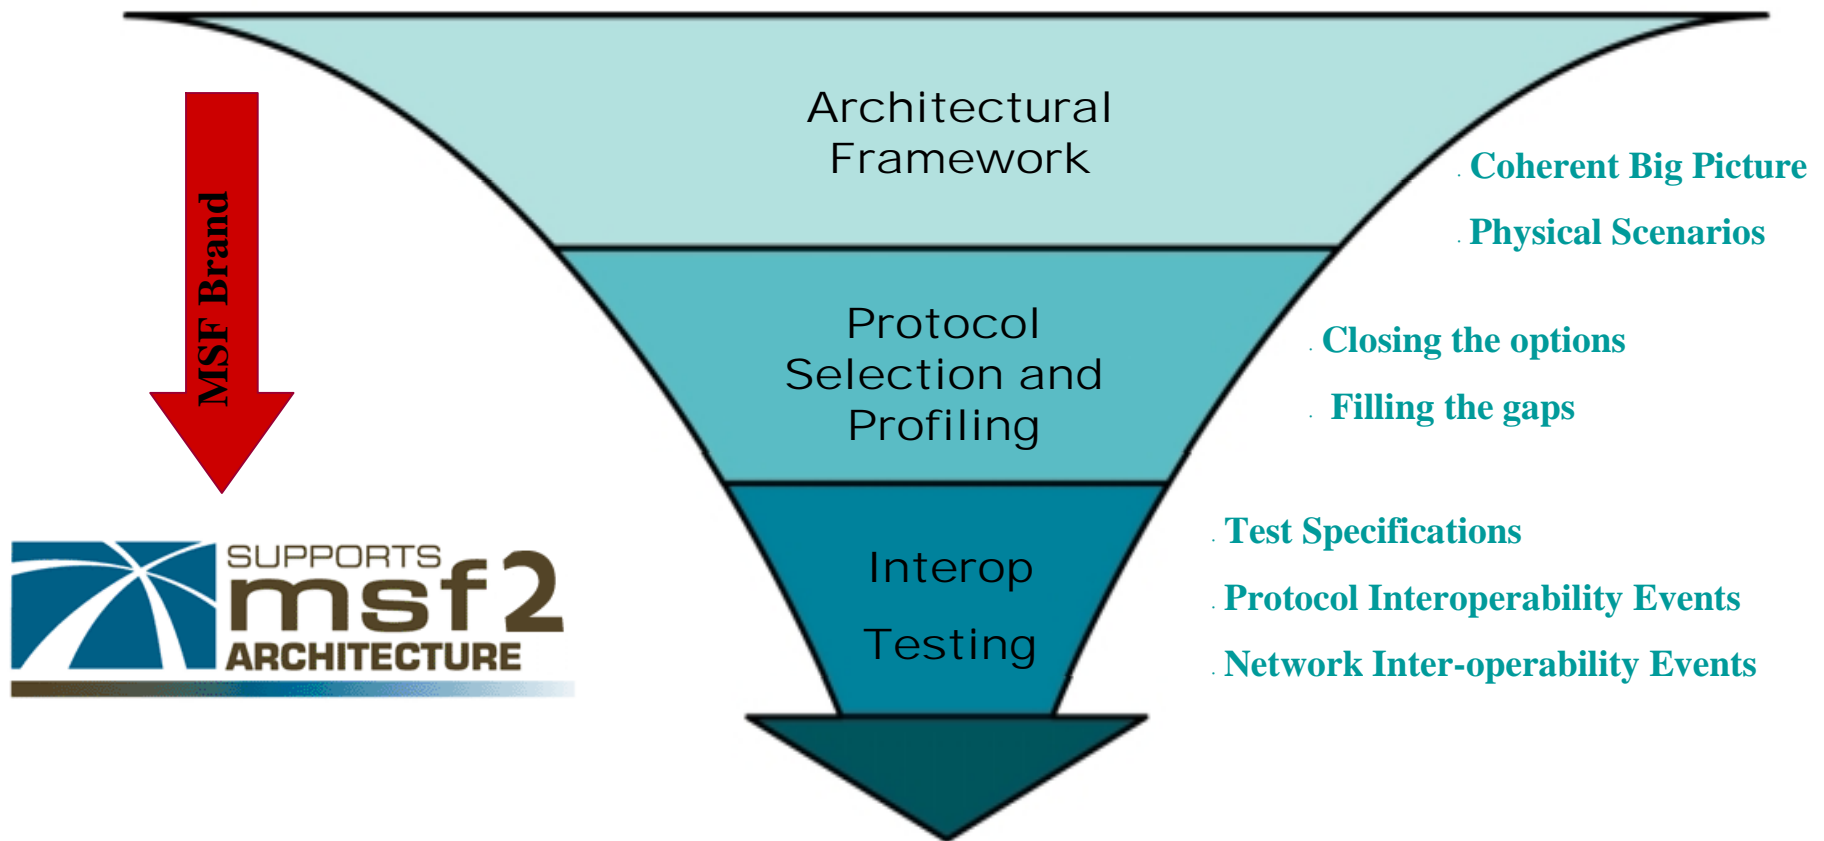 Architectural
Framework
Coherent Big Picture
Physical Scenarios
MSF Brand
Protocol
Selection and
Profiling
Closing the options
Filling the gaps
Interop
Testing
Test Specifications
Protocol Interoperability Events
Network Inter-operability Events
SUPPORTS
msf2
ARCHITECTURE